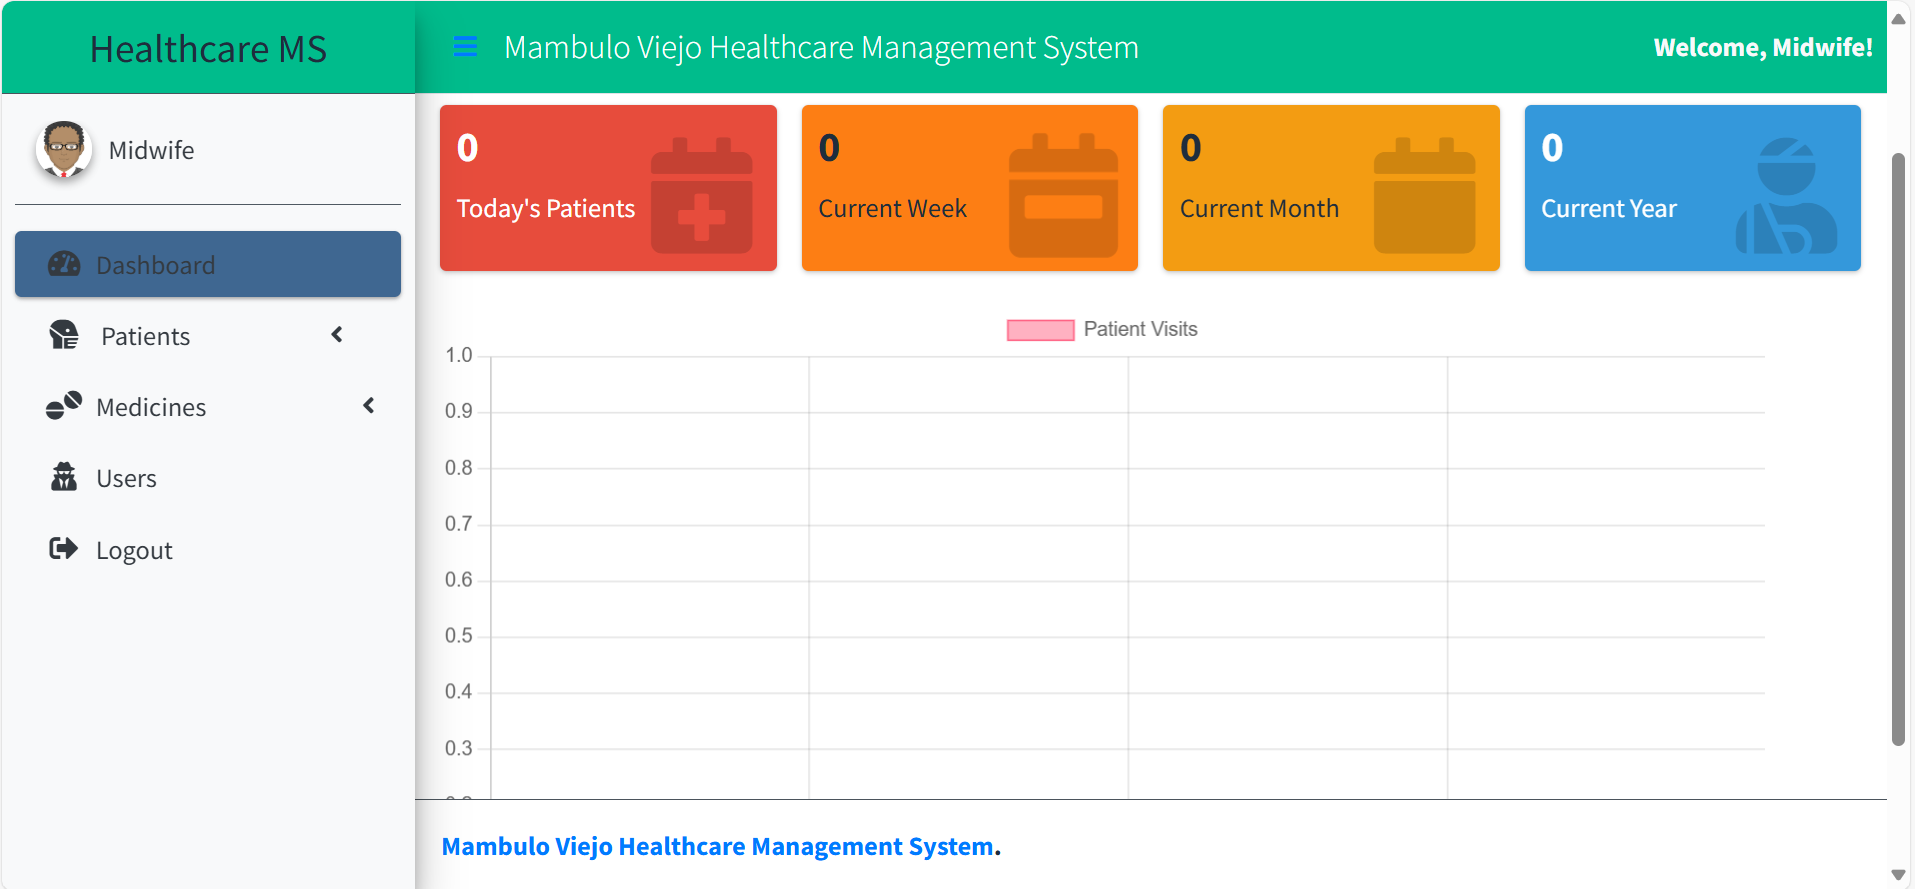 Healthcare MS
Mambulo Viejo Healthcare Management System
Welcome, Midwife!
Midwife
Dashboard
Patients
Medicines
Users
Logout
0
Today's Patients
0
Current Week
0
Current Month
0
Current Year
Patient Visits
1.0
0.9
0.8
0.7
0.6
0.5
0.4
0.3
Mambulo Viejo Healthcare Management System.